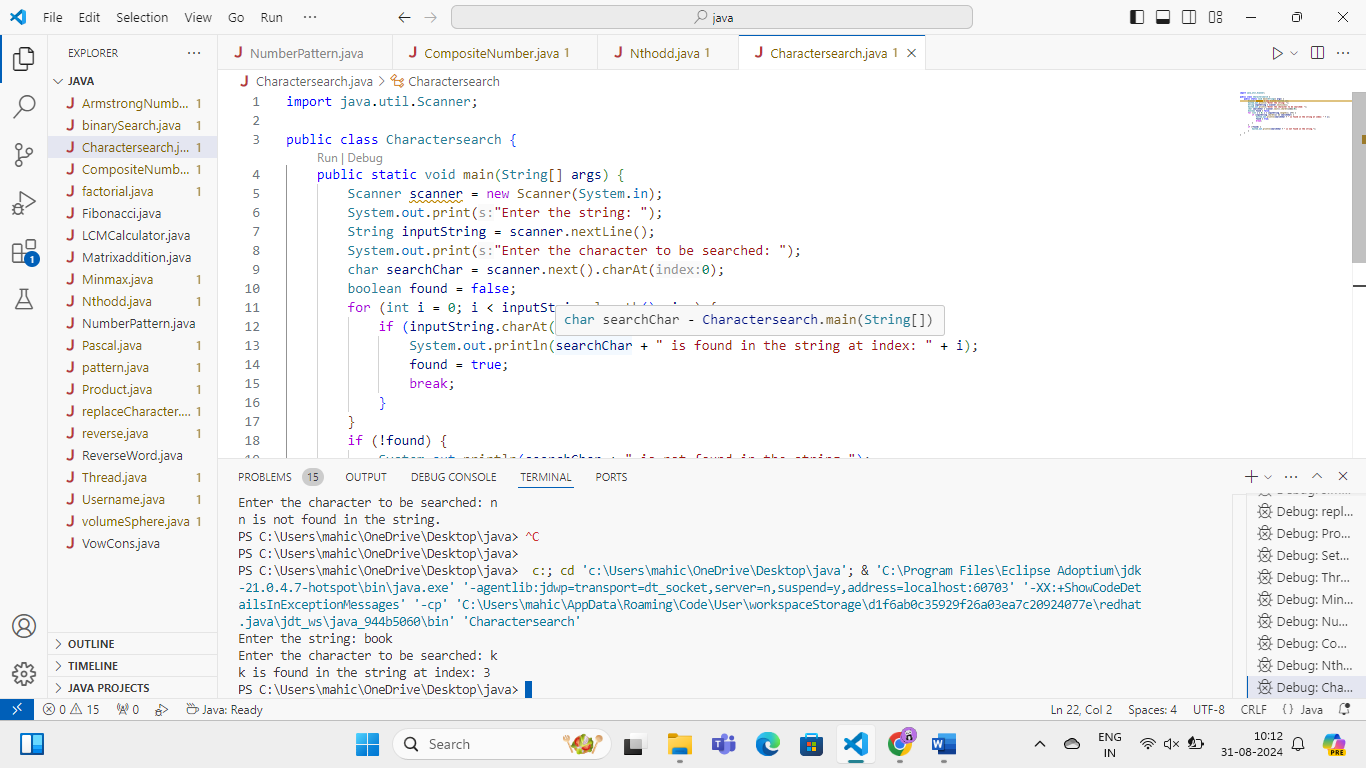 File Edit Selection View Go Run ··· java
EXPLORER ···
JAVA
ArmstrongNumb... 1
binarySearch.java 1
Charactersearch.j... 1
CompositeNumb... 1
factorial.java 1
Fibonacci.java
LCMCalculator.java
Matrixaddition.java
Minmax.java 1
Nthodd.java 1
NumberPattern.java
Pascal.java 1
pattern.java 1
Product.java 1
replaceCharacter.... 1
reverse.java 1
ReverseWord.java
Thread.java 1
Username.java 1
volumeSphere.java 1
VowCons.java
OUTLINE
TIMELINE
JAVA PROJECTS
1
NumberPattern.java CompositeNumber.java 1 Nthodd.java 1 Charactersearch.java 1
Charactersearch.java > Charactersearch
1 import java.util.Scanner;
2
3 public class Charactersearch {
Run | Debug
4 public static void main(String[] args) {
5 Scanner scanner = new Scanner(System.in);
6 System.out.print(s:"Enter the string: ");
7 String inputString = scanner.nextLine();
8 System.out.print(s:"Enter the character to be searched: ");
9 char searchChar = scanner.next().charAt(index:0);
10 boolean found = false;
11 for (int i = 0; i < inputStri
char searchChar - Charactersearch.main(String[])
12 if (inputString.charAt(
13 System.out.println(searchChar + " is found in the string at index: " + i);
14 found = true;
15 break;
16 }
17 }
18 if (!found) {
19 System.out.println(searchChar + " is not found in the string.");
PROBLEMS 15 OUTPUT DEBUG CONSOLE TERMINAL PORTS
Enter the character to be searched: n
n is not found in the string.
PS C:\Users\mahic\OneDrive\Desktop\java> ^C
PS C:\Users\mahic\OneDrive\Desktop\java>
PS C:\Users\mahic\OneDrive\Desktop\java> c:; cd 'c:\Users\mahic\OneDrive\Desktop\java'; & 'C:\Program Files\Eclipse Adoptium\jdk
-21.0.4.7-hotspot\bin\java.exe' '-agentlib:jdwp=transport=dt_socket,server=n,suspend=y,address=localhost:60703' '-XX:+ShowCodeDet
ailsInExceptionMessages' '-cp' 'C:\Users\mahic\AppData\Roaming\Code\User\workspaceStorage\d1f6ab0c35929f26a03ea7c20924077e\redhat
.java\jdt_ws\java_944b5060\bin' 'Charactersearch'
Enter the string: book
Enter the character to be searched: k
k is found in the string at index: 3
PS C:\Users\mahic\OneDrive\Desktop\java>
Debug: repl...
Debug: Pro...
Debug: Set...
Debug: Thr...
Debug: Min...
Debug: Nu...
Debug: Co...
Debug: Nth...
Debug: Cha...
0 15 0 Java: Ready Ln 22, Col 2 Spaces: 4 UTF-8 CRLF {} Java
Search
ENG
IN
10:12
31-08-2024
PRE